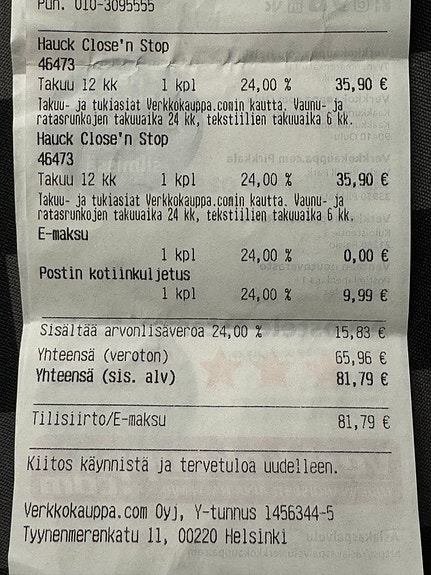 Puh. 010-3095555
Hauck Close'n Stop
46473
Takuu 12 kk 1 kpl 24,00 % 35,90 €
Takuu- ja tukiasiat Verkkokauppa.comin kautta. Vaunu- ja
ratasrunkojen takuuaika 24 kk, tekstiilien takuuaika 6 kk.
Hauck Close'n Stop
46473
Takuu 12 kk 1 kpl 24,00 % 35,90 €
Takuu- ja tukiasiat Verkkokauppa.comin kautta. Vaunu- ja
ratasrunkojen takuuaika 24 kk, tekstiilien takuuaika 6 kk.
E-maksu
1 kpl 24,00 % 0,00 €
Postin kotiinkuljetus
1 kpl 24,00 % 9,99 €
Sisältää arvonlisäveroa 24,00 % 15,83 €
Yhteensä (veroton) 65,96 €
Yhteensä (sis. alv) 81,79 €
Tilisiirto/E-maksu 81,79 €
Kiitos käynnistä ja tervetuloa uudelleen.
Verkkokauppa.com Oyj, Y-tunnus 1456344-5
Tyynenmerenkatu 11, 00220 Helsinki